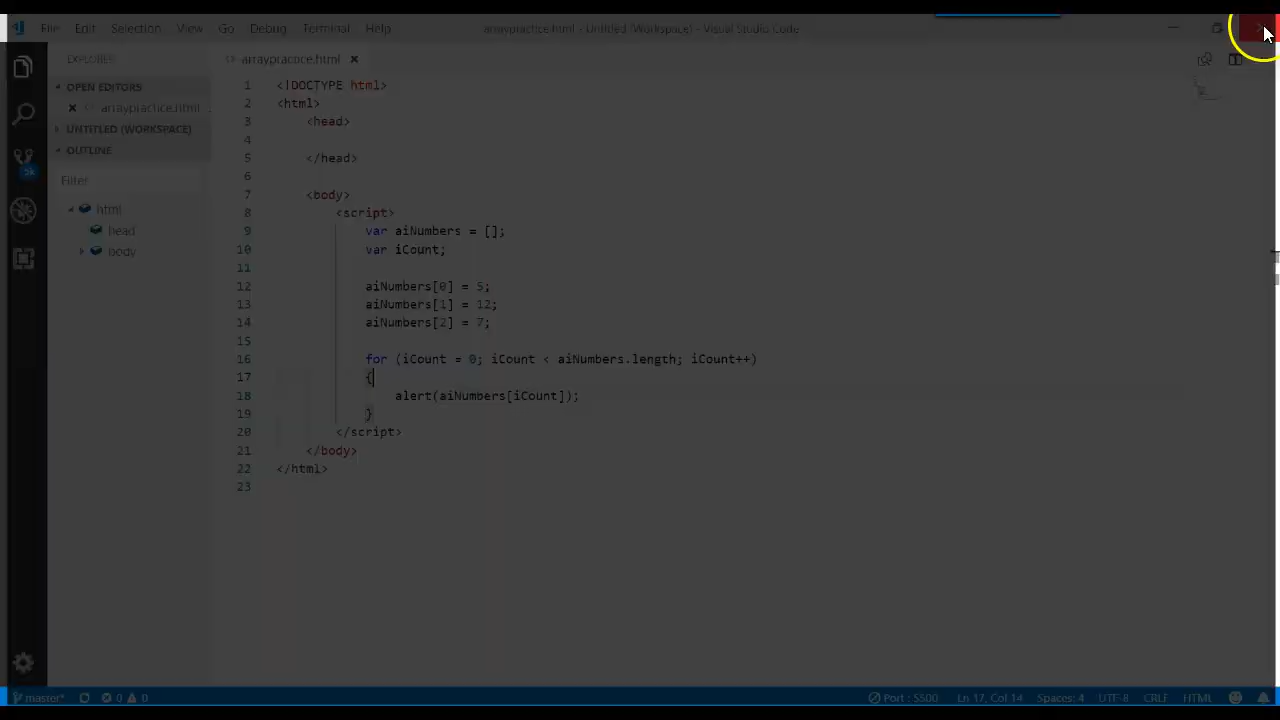 File Edit Selection View Go Debug Terminal Help
arraypractice.html - Untitled (Workspace) - Visual Studio Code
EXPLORER
arraypractice.html
OPEN EDITORS
arraypractice.html
UNTITLED (WORKSPACE)
OUTLINE
Filter
html
head
body
5k
1 <!DOCTYPE html>
2 <html>
3 <head>
4
5 </head>
6
7 <body>
8 <script>
9 var aiNumbers = [];
10 var iCount;
11
12 aiNumbers[0] = 5;
13 aiNumbers[1] = 12;
14 aiNumbers[2] = 7;
15
16 for (iCount = 0; iCount < aiNumbers.length; iCount++)
17 {
18 alert(aiNumbers[iCount]);
19 }
20 </script>
21 </body>
22 </html>
23
master* 0 0 Port : 5500 Ln 17, Col 14 Spaces: 4 UTF-8 CRLF HTML